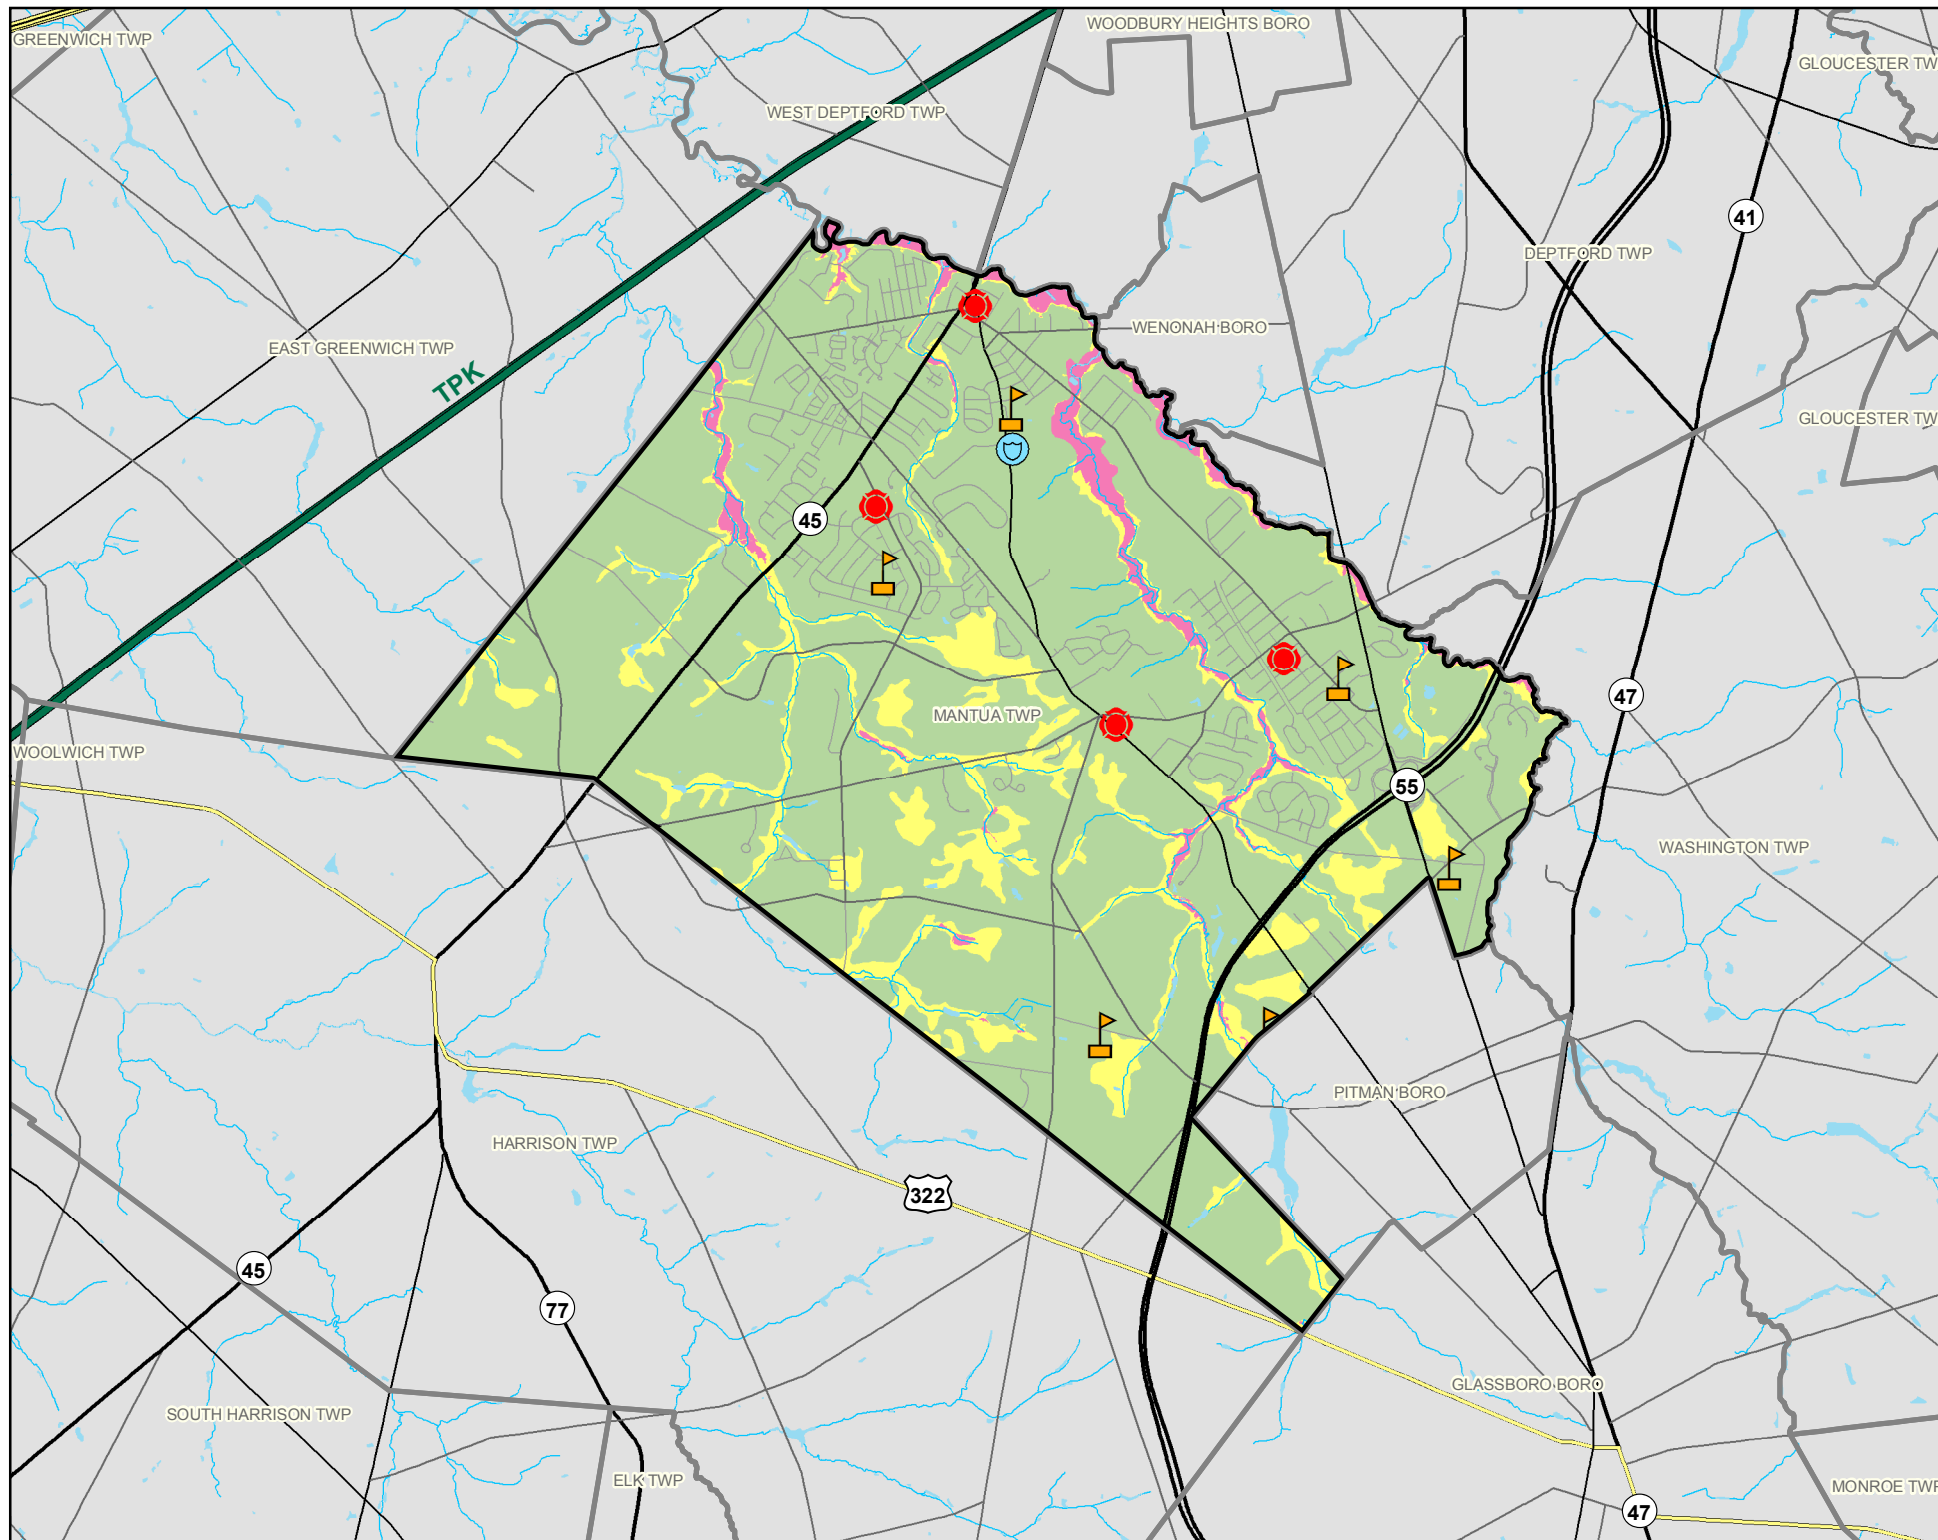 GREENWICH TWP
WOODBURY HEIGHTS BORO
GLOUCESTER TW
WEST DEPTFORD TWP
41
DEPTFORD TWP
WENONAH BORO
EAST GREENWICH TWP
TPK
GLOUCESTER TW
45
47
MANTUA TWP
WOOLWICH TWP
55
WASHINGTON TWP
PITMAN BORO
HARRISON TWP
322
45
77
GLASSBORO BORO
SOUTH HARRISON TWP
ELK TWP
MONROE TWP
47